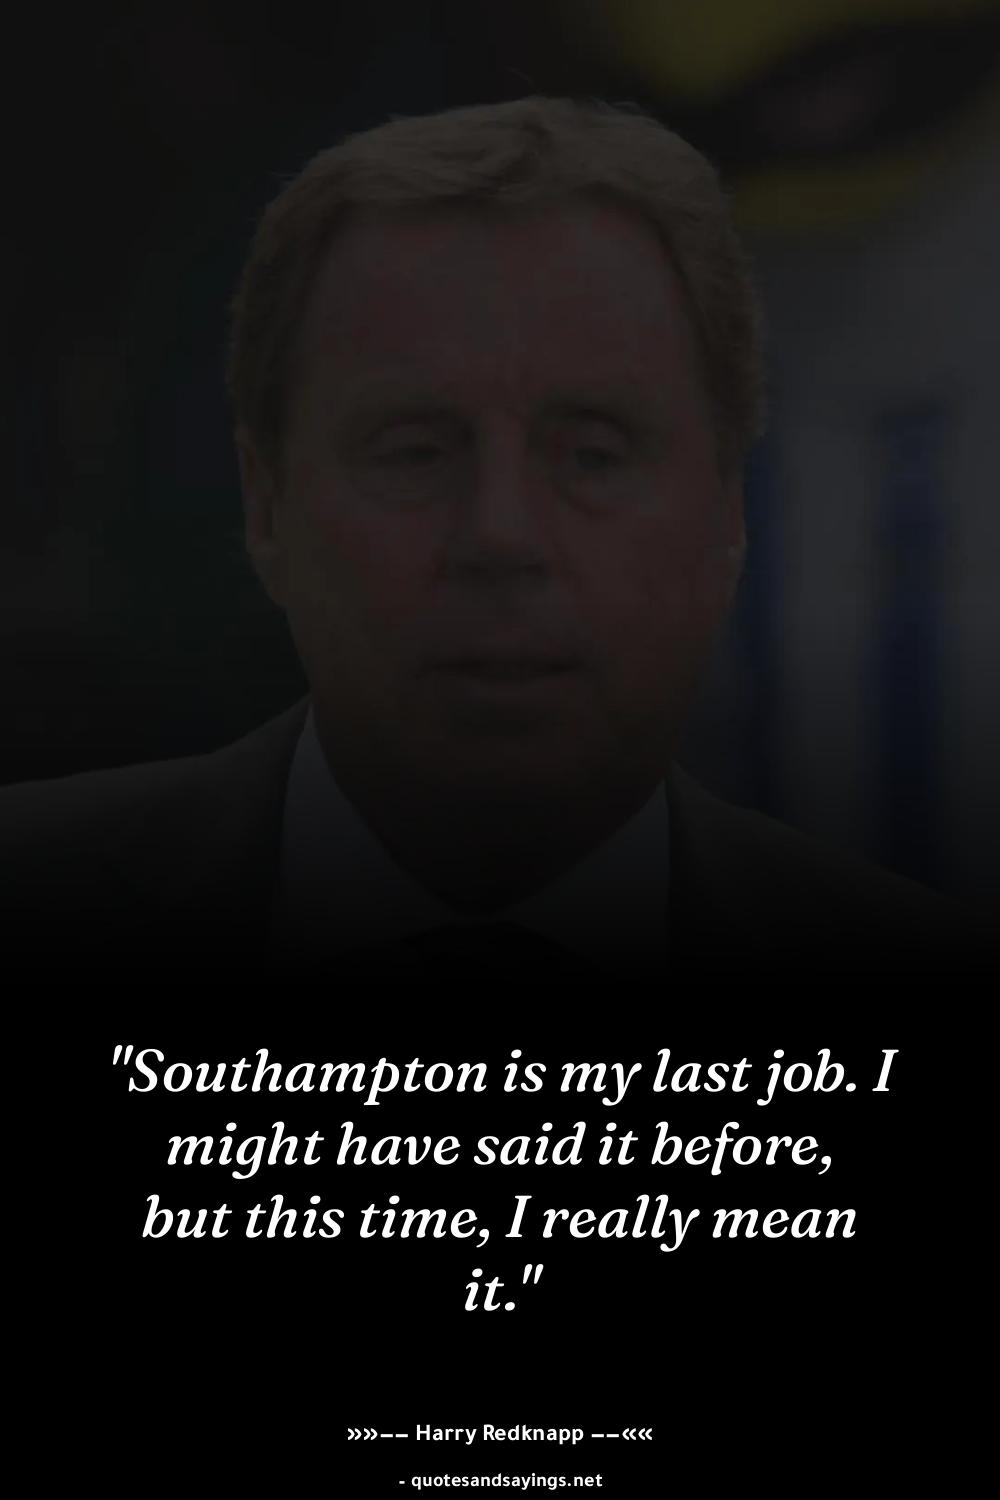 "Southampton is my last job. I
might have said it before,
but this time, I really mean
it."
»»−− Harry Redknapp −−««
- quotesandsayings.net